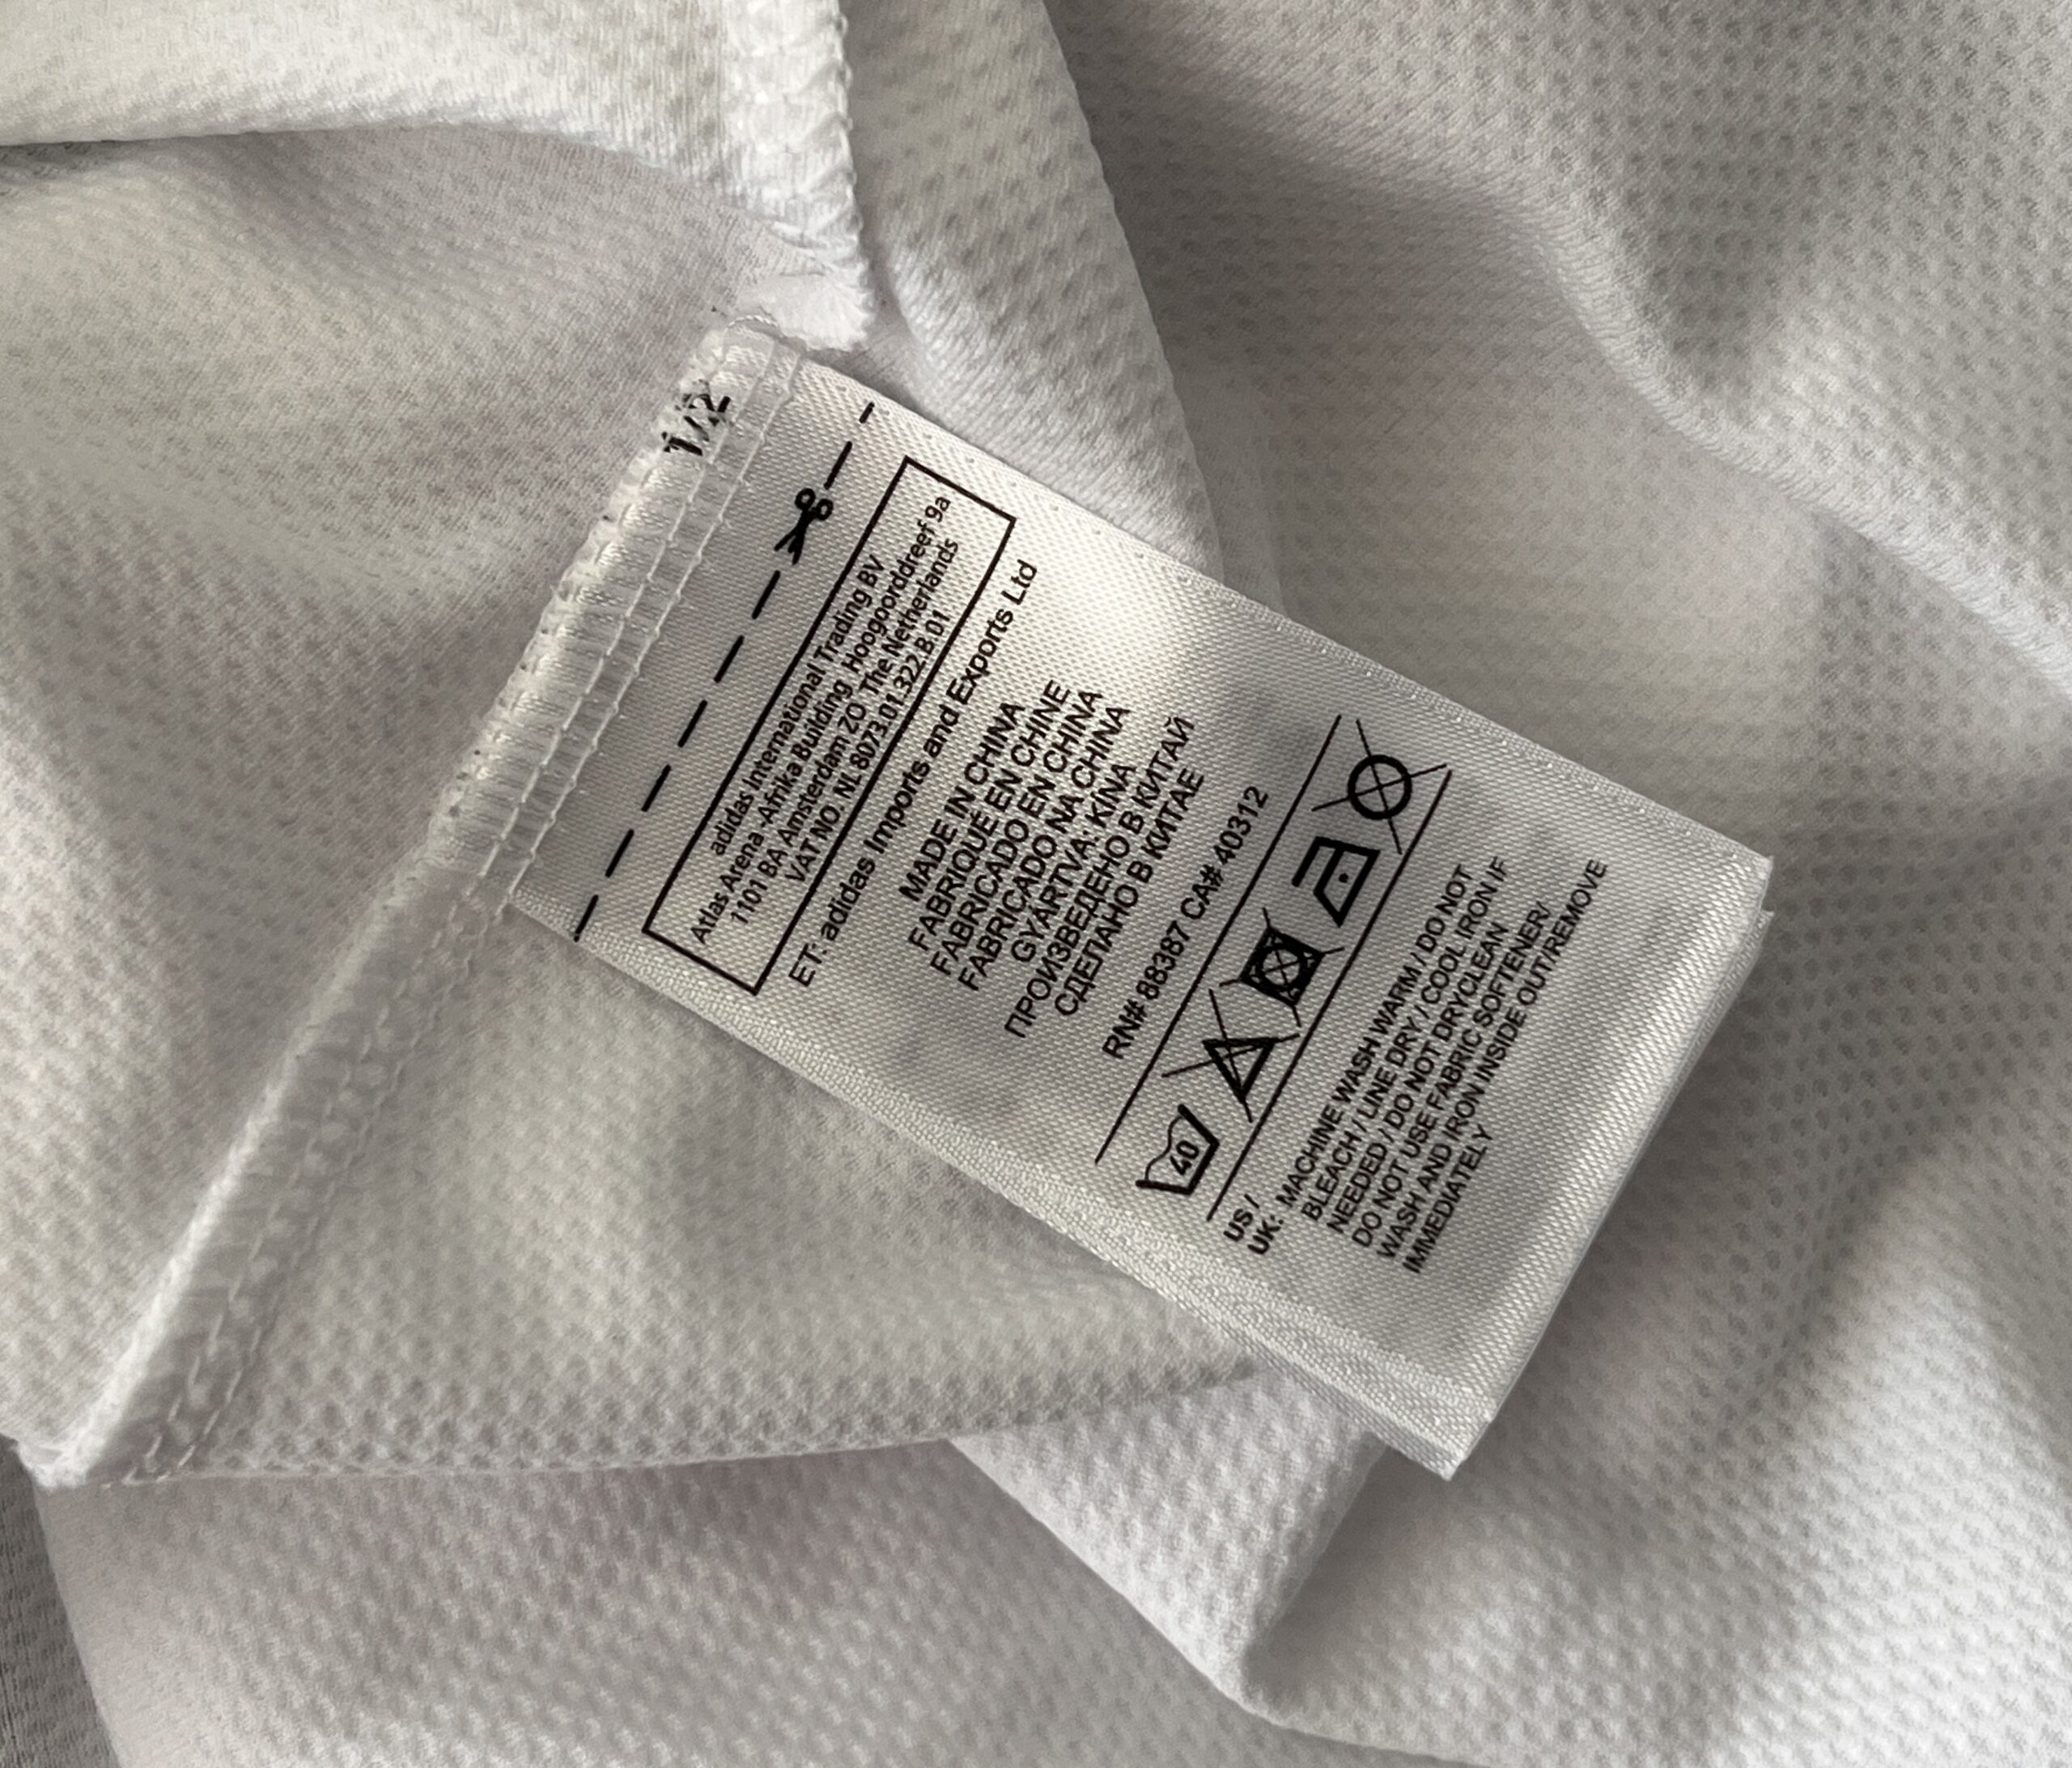 1/2
adidas International Trading BV
Atlas Arena -Afrika Building Hoogoorddreef 9a
1101 BA Amsterdam ZO The Netherlands
VAT NO. NL 8073.01.322.B.01
ET: adidas Imports and Exports Ltd
MADE IN CHINA
FABRIQUÉ EN CHINE
FABRICADO EN CHINA
FABRICADO NA CHINA
GYÁRTVA: KÍNA
ПРОИЗВЕДЕНО В КИТАЙ
СДЕЛАНО В КИТАЕ
RN# 88387 CA# 40312
40
US /
UK: MACHINE WASH WARM / DO NOT
BLEACH / LINE DRY / COOL IRON IF
NEEDED / DO NOT DRYCLEAN
DO NOT USE FABRIC SOFTENER/
WASH AND IRON INSIDE OUT/REMOVE
IMMEDIATELY